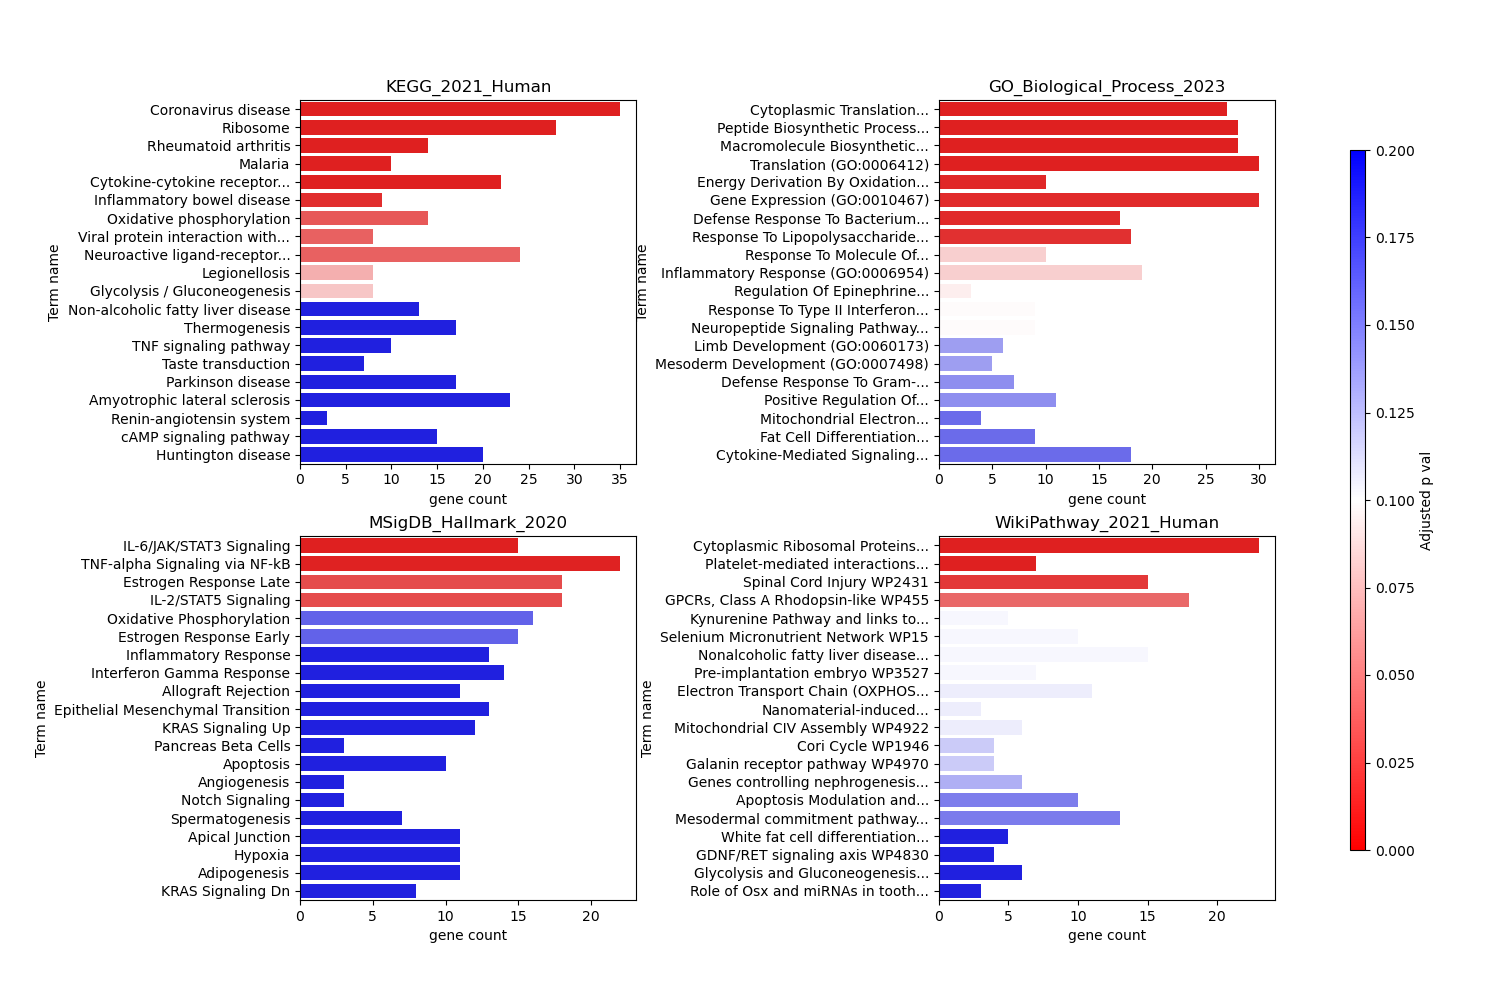 KEGG_2021_Human
Term name
Coronavirus disease
Ribosome
Rheumatoid arthritis
Malaria
Cytokine-cytokine receptor...
Inflammatory bowel disease
Oxidative phosphorylation
Viral protein interaction with...
Neuroactive ligand-receptor...
Legionellosis
Glycolysis / Gluconeogenesis
Non-alcoholic fatty liver disease
Thermogenesis
TNF signaling pathway
Taste transduction
Parkinson disease
Amyotrophic lateral sclerosis
Renin-angiotensin system
cAMP signaling pathway
Huntington disease
0 5 10 15 20 25 30 35
gene count
GO_Biological_Process_2023
Term name
Cytoplasmic Translation...
Peptide Biosynthetic Process...
Macromolecule Biosynthetic...
Translation (GO:0006412)
Energy Derivation By Oxidation...
Gene Expression (GO:0010467)
Defense Response To Bacterium...
Response To Lipopolysaccharide...
Response To Molecule Of...
Inflammatory Response (GO:0006954)
Regulation Of Epinephrine...
Response To Type II Interferon...
Neuropeptide Signaling Pathway...
Limb Development (GO:0060173)
Mesoderm Development (GO:0007498)
Defense Response To Gram-...
Positive Regulation Of...
Mitochondrial Electron...
Fat Cell Differentiation...
Cytokine-Mediated Signaling...
0 5 10 15 20 25 30
gene count
MSigDB_Hallmark_2020
Term name
IL-6/JAK/STAT3 Signaling
TNF-alpha Signaling via NF-kB
Estrogen Response Late
IL-2/STAT5 Signaling
Oxidative Phosphorylation
Estrogen Response Early
Inflammatory Response
Interferon Gamma Response
Allograft Rejection
Epithelial Mesenchymal Transition
KRAS Signaling Up
Pancreas Beta Cells
Apoptosis
Angiogenesis
Notch Signaling
Spermatogenesis
Apical Junction
Hypoxia
Adipogenesis
KRAS Signaling Dn
0 5 10 15 20
gene count
WikiPathway_2021_Human
Term name
Cytoplasmic Ribosomal Proteins...
Platelet-mediated interactions...
Spinal Cord Injury WP2431
GPCRs, Class A Rhodopsin-like WP455
Kynurenine Pathway and links to...
Selenium Micronutrient Network WP15
Nonalcoholic fatty liver disease...
Pre-implantation embryo WP3527
Electron Transport Chain (OXPHOS...
Nanomaterial-induced...
Mitochondrial CIV Assembly WP4922
Cori Cycle WP1946
Galanin receptor pathway WP4970
Genes controlling nephrogenesis...
Apoptosis Modulation and...
Mesodermal commitment pathway...
White fat cell differentiation...
GDNF/RET signaling axis WP4830
Glycolysis and Gluconeogenesis...
Role of Osx and miRNAs in tooth...
0 5 10 15 20
gene count
0.200
0.175
0.150
0.125
0.100
0.075
0.050
0.025
0.000
Adjusted p val